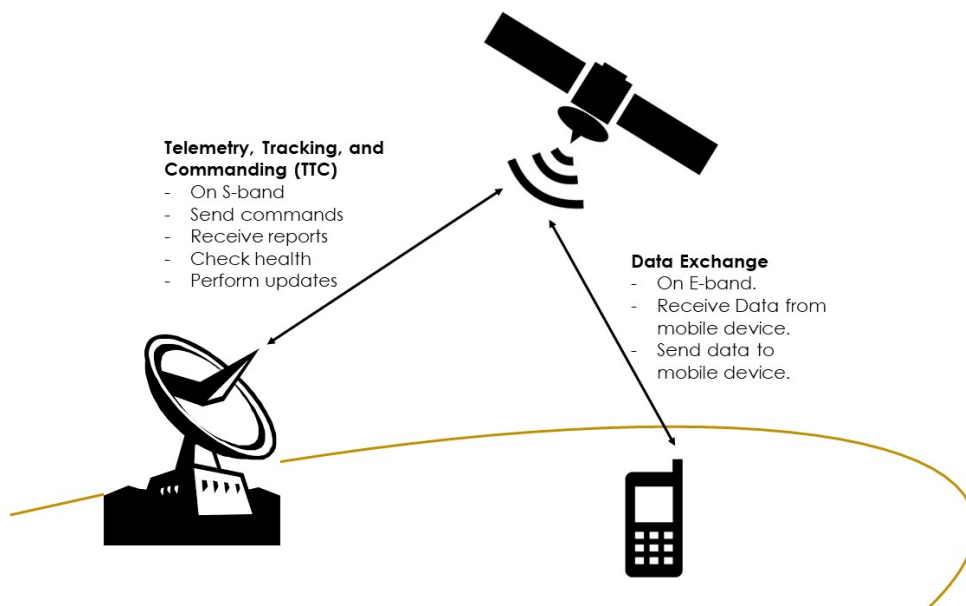 Telemetry, Tracking, and
Commanding (TTC)
- On S-band
- Send commands
- Receive reports
- Check health
- Perform updates
Data Exchange
- On E-band.
- Receive Data from
mobile device.
- Send data to
mobile device.